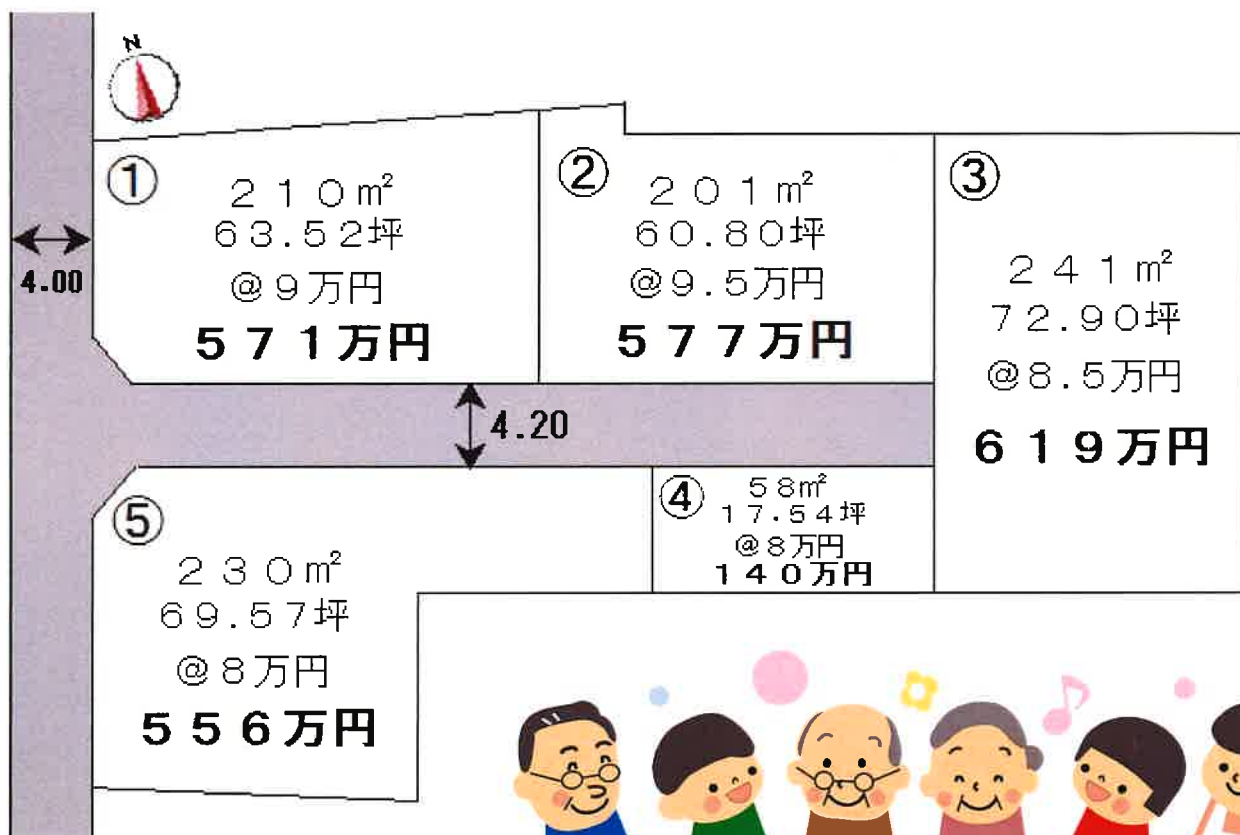 N
①
210㎡
63.52坪
@9万円
571万円
②
201㎡
60.80坪
@9.5万円
577万円
③
241㎡
72.90坪
@8.5万円
619万円
4.00
4.20
④
58㎡
17.54坪
@8万円
140万円
⑤
230㎡
69.57坪
@8万円
556万円